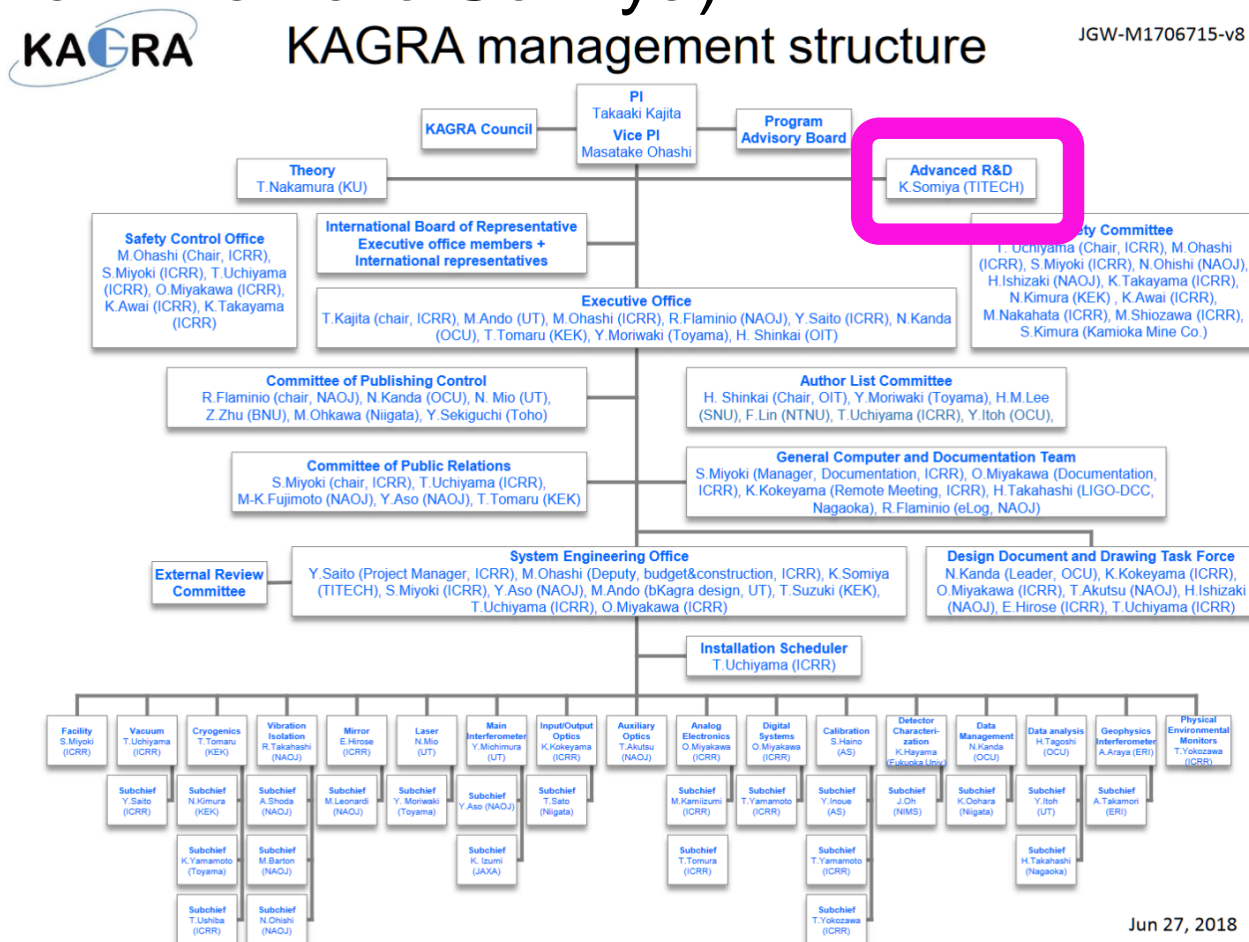 KAGRA
KAGRA management structure
JGW-M1706715-v8
PI
Takaaki Kajita
Vice PI
Masatake Ohashi
KAGRA Council
Program
Advisory Board
Theory
T.Nakamura (KU)
Advanced R&D
K.Somiya (TITECH)
Safety Control Office
M.Ohashi (Chair, ICRR),
S.Miyoki (ICRR), T.Uchiyama
(ICRR), O.Miyakawa (ICRR),
K.Awai (ICRR), K.Takayama
(ICRR)
International Board of Representative
Executive office members +
International representatives
ety Committee
T. Uchiyama (Chair, ICRR), M.Ohashi
(ICRR), S.Miyoki (ICRR), N.Ohishi (NAOJ),
H.Ishizaki (NAOJ), K.Takayama (ICRR),
N.Kimura (KEK) , K.Awai (ICRR),
M.Nakahata (ICRR), M.Shiozawa (ICRR),
S.Kimura (Kamioka Mine Co.)
Executive Office
T.Kajita (chair, ICRR), M.Ando (UT), M.Ohashi (ICRR), R.Flaminio (NAOJ), Y.Saito (ICRR), N.Kanda
(OCU), T.Tomaru (KEK), Y.Moriwaki (Toyama), H. Shinkai (OIT)
Committee of Publishing Control
R.Flaminio (chair, NAOJ), N.Kanda (OCU), N. Mio (UT),
Z.Zhu (BNU), M.Ohkawa (Niigata), Y.Sekiguchi (Toho)
Author List Committee
H. Shinkai (Chair, OIT), Y.Moriwaki (Toyama), H.M.Lee
(SNU), F.Lin (NTNU), T.Uchiyama (ICRR), Y.Itoh (OCU),
Committee of Public Relations
S.Miyoki (chair, ICRR), T.Uchiyama (ICRR),
M-K.Fujimoto (NAOJ), Y.Aso (NAOJ), T.Tomaru (KEK)
General Computer and Documentation Team
S.Miyoki (Manager, Documentation, ICRR), O.Miyakawa (Documentation,
ICRR), K.Kokeyama (Remote Meeting, ICRR), H.Takahashi (LIGO-DCC,
Nagaoka), R.Flaminio (eLog, NAOJ)
External Review
Committee
System Engineering Office
Y.Saito (Project Manager, ICRR), M.Ohashi (Deputy, budget&construction, ICRR), K.Somiya
(TITECH), S.Miyoki (ICRR), Y.Aso (NAOJ), M.Ando (bKagra design, UT), T.Suzuki (KEK),
T.Uchiyama (ICRR), O.Miyakawa (ICRR)
Design Document and Drawing Task Force
N.Kanda (Leader, OCU), K.Kokeyama (ICRR),
O.Miyakawa (ICRR), T.Akutsu (NAOJ), H.Ishizaki
(NAOJ), E.Hirose (ICRR), T.Uchiyama (ICRR)
Installation Scheduler
T.Uchiyama (ICRR)
Facility
S.Miyoki
(ICRR)
Vacuum
T.Uchiyama
(ICRR)
Cryogenics
T.Tomaru
(KEK)
Vibration
Isolation
R.Takahashi
(NAOJ)
Mirror
E.Hirose
(ICRR)
Laser
N.Mio
(UT)
Main
Interferometer
Y.Michimura
(UT)
Input/Output
Optics
K.Kokeyama
(ICRR)
Auxiliary
Optics
T.Akutsu
(NAOJ)
Analog
Electronics
O.Miyakawa
(ICRR)
Digital
Systems
O.Miyakawa
(ICRR)
Calibration
S.Haino
(AS)
Detector
Characteri-
zation
K.Hayama
(Fukuoka Univ)
Data
Management
N.Kanda
(OCU)
Data analysis
H.Tagoshi
(OCU)
Geophysics
Interferometer
A.Araya (ERI)
Physical
Environmental
Monitors
T.Yokozawa
(ICRR)
Subchief
Y.Saito
(ICRR)
Subchief
N.Kimura
(KEK)
Subchief
A.Shoda
(NAOJ)
Subchief
M.Leonardi
(NAOJ)
Subchief
Y. Moriwaki
(Toyama)
Subchief
Y.Aso (NAOJ)
Subchief
T.Sato
(Niigata)
Subchief
M.Kamiizumi
(ICRR)
Subchief
T.Yamamoto
(ICRR)
Subchief
Y.Inoue
(AS)
Subchief
J.Oh
(NIMS)
Subchief
K.Oohara
(Niigata)
Subchief
Y.Itoh
(UT)
Subchief
A.Takamori
(ERI)
Subchief
K.Yamamoto
(Toyama)
Subchief
M.Barton
(NAOJ)
Subchief
K. Izumi
(JAXA)
Subchief
T.Tomura
(ICRR)
Subchief
T.Yamamoto
(ICRR)
Subchief
H.Takahashi
(Nagaoka)
Subchief
T.Ushiba
(ICRR)
Subchief
N.Ohishi
(NAOJ)
Subchief
T.Yokozawa
(ICRR)
Jun 27, 2018